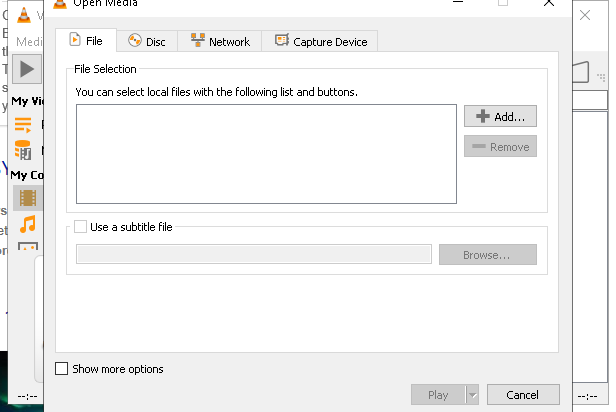 Open Media
File
Disc
Network
Capture Device
File Selection
You can select local files with the following list and buttons.
Add...
Remove
Use a subtitle file
Browse...
Show more options
Play
Cancel
Medi
My Vi
My Co
--:--
--:--